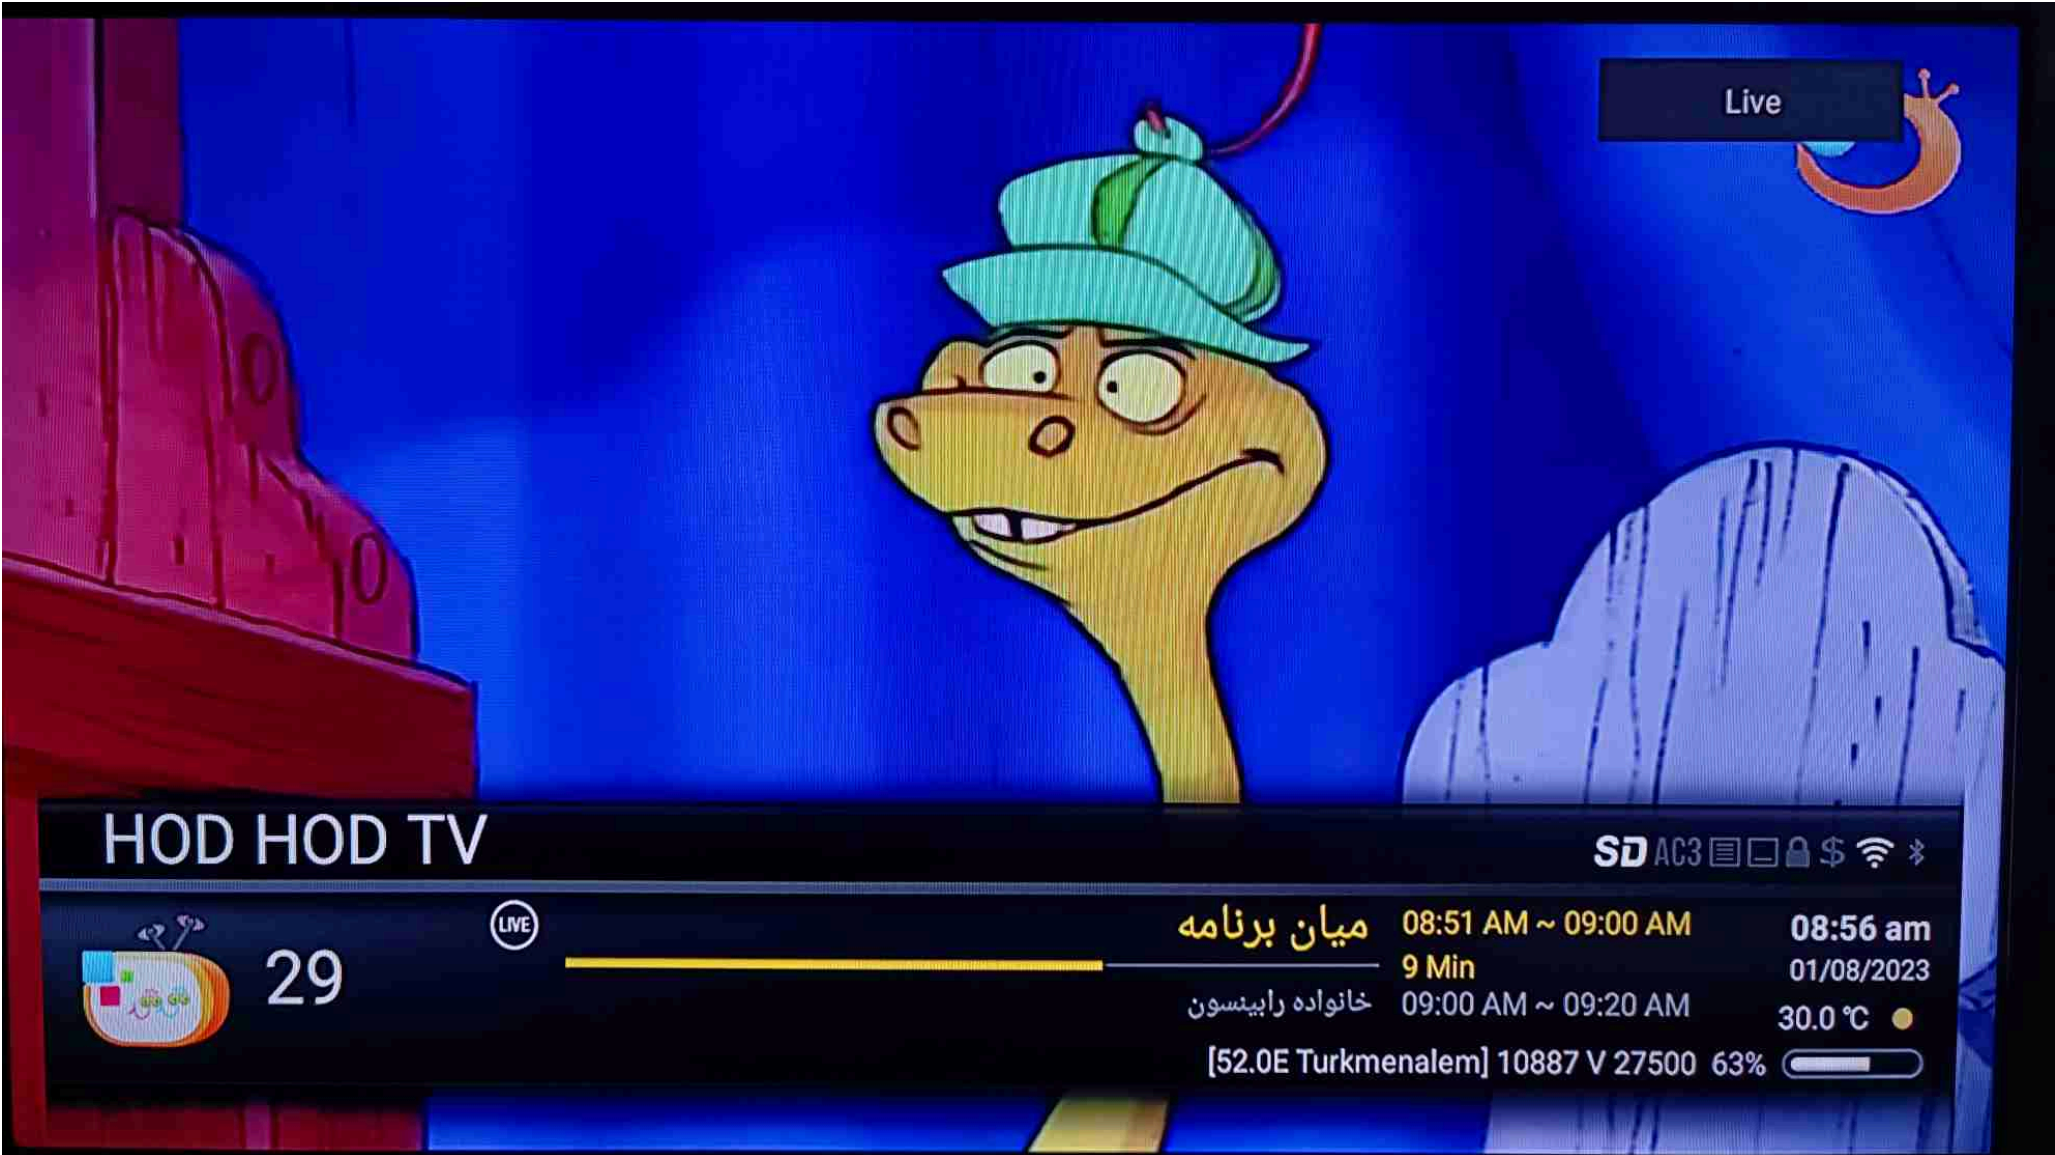 Live
HOD HOD TV
SD AC3 $
29
LIVE
میان برنامه 08:51 AM ~ 09:00 AM
9 Min
خانواده رابینسون 09:00 AM ~ 09:20 AM
08:56 am
01/08/2023
30.0 °C
[52.0E Turkmenalem] 10887 V 27500 63%